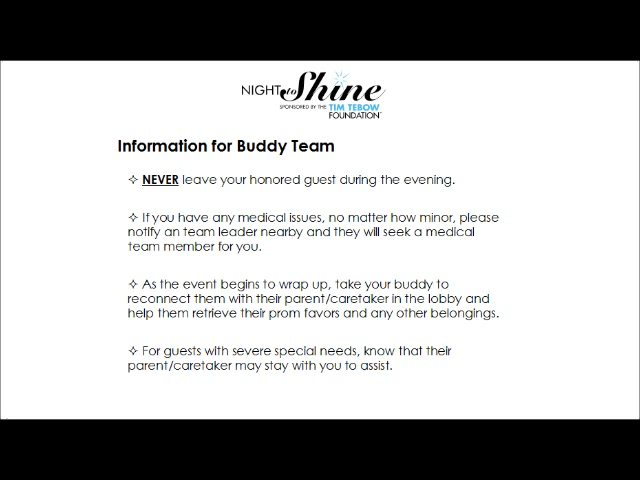 NIGHT to Shine
SPONSORED BY THE TIM TEBOW
FOUNDATION
Information for Buddy Team
✧ NEVER leave your honored guest during the evening.
✧ If you have any medical issues, no matter how minor, please
notify an team leader nearby and they will seek a medical
team member for you.
✧ As the event begins to wrap up, take your buddy to
reconnect them with their parent/caretaker in the lobby and
help them retrieve their prom favors and any other belongings.
✧ For guests with severe special needs, know that their
parent/caretaker may stay with you to assist.